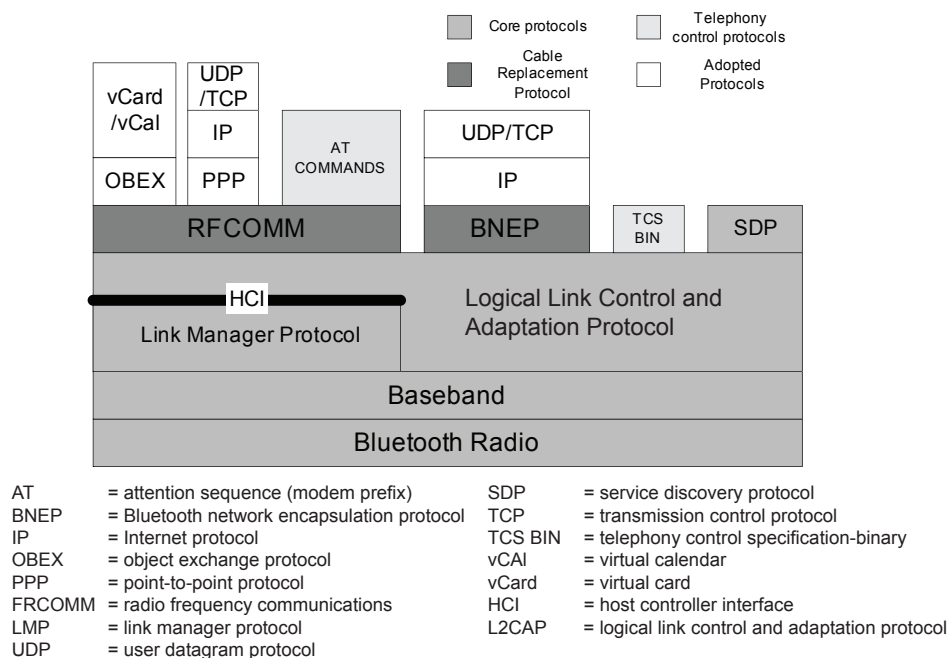 Core protocols
Telephony
control protocols
Cable
Replacement
Protocol
Adopted
Protocols
vCard
/vCal
OBEX
UDP
/TCP
IP
PPP
AT
COMMANDS
UDP/TCP
IP
RFCOMM
BNEP
TCS
BIN
SDP
HCI
Link Manager Protocol
Logical Link Control and
Adaptation Protocol
Baseband
Bluetooth Radio
AT = attention sequence (modem prefix)
BNEP = Bluetooth network encapsulation protocol
IP = Internet protocol
OBEX = object exchange protocol
PPP = point-to-point protocol
FRCOMM = radio frequency communications
LMP = link manager protocol
UDP = user datagram protocol
SDP = service discovery protocol
TCP = transmission control protocol
TCS BIN = telephony control specification-binary
vCAl = virtual calendar
vCard = virtual card
HCI = host controller interface
L2CAP = logical link control and adaptation protocol